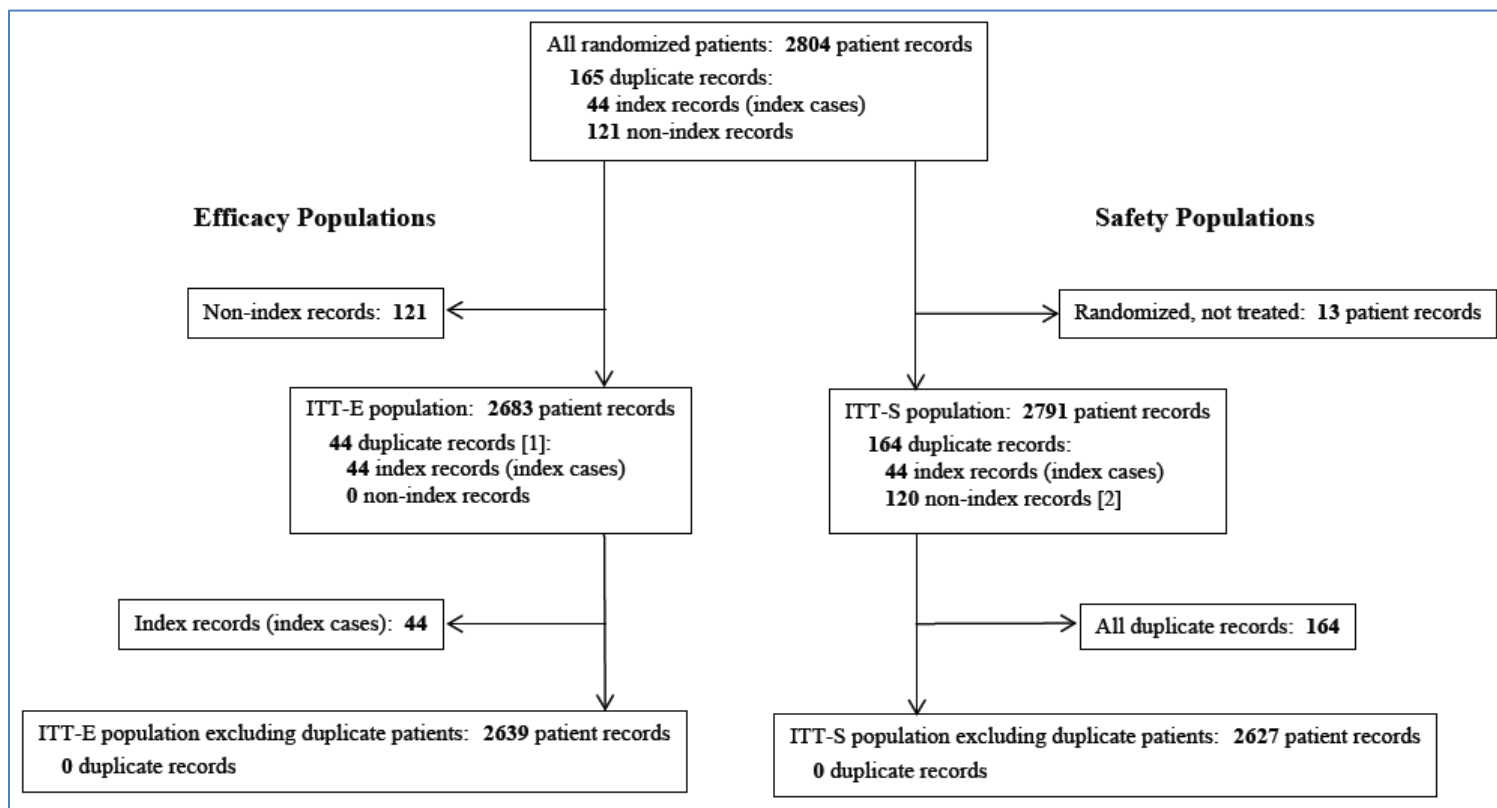 All randomized patients: 2804 patient records
165 duplicate records:
44 index records (index cases)
121 non-index records
Efficacy Populations
Safety Populations
Non-index records: 121
Randomized, not treated: 13 patient records
ITT-E population: 2683 patient records
44 duplicate records [1]:
44 index records (index cases)
0 non-index records
ITT-S population: 2791 patient records
164 duplicate records:
44 index records (index cases)
120 non-index records [2]
Index records (index cases): 44
All duplicate records: 164
ITT-E population excluding duplicate patients: 2639 patient records
0 duplicate records
ITT-S population excluding duplicate patients: 2627 patient records
0 duplicate records